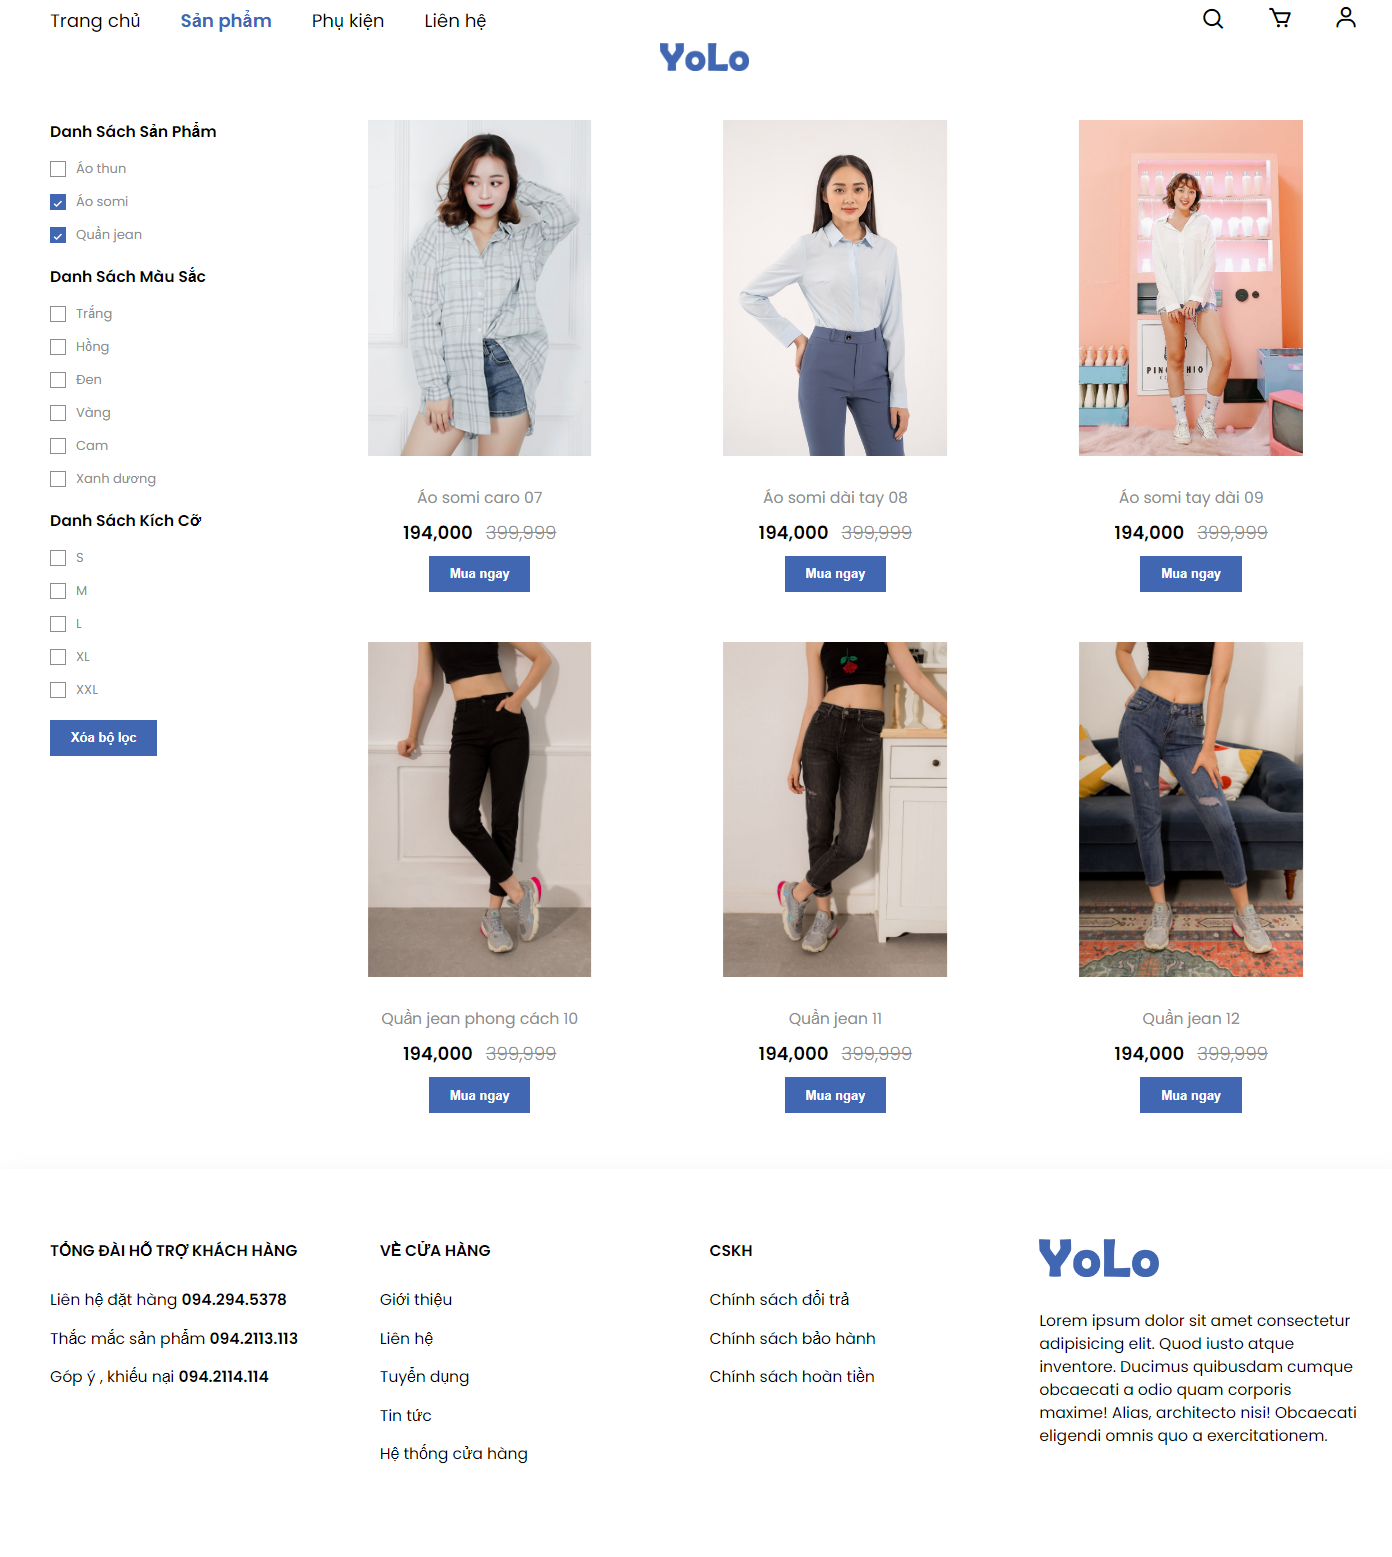 Trang chủ Sản phẩm Phụ kiện Liên hệ
YoLo
Danh Sách Sản Phẩm
Áo thun
Áo somi
Quần jean
Danh Sách Màu Sắc
Trắng
Hồng
Đen
Vàng
Cam
Xanh dương
Danh Sách Kích Cỡ
S
M
L
XL
XXL
Xóa bộ lọc
Áo somi caro 07
194,000 399,999
Mua ngay
Áo somi dài tay 08
194,000 399,999
Mua ngay
Áo somi tay dài 09
194,000 399,999
Mua ngay
Quần jean phong cách 10
194,000 399,999
Mua ngay
Quần jean 11
194,000 399,999
Mua ngay
Quần jean 12
194,000 399,999
Mua ngay
TỔNG ĐÀI HỖ TRỢ KHÁCH HÀNG
Liên hệ đặt hàng 094.294.5378
Thắc mắc sản phẩm 094.2113.113
Góp ý , khiếu nại 094.2114.114
VỀ CỬA HÀNG
Giới thiệu
Liên hệ
Tuyển dụng
Tin tức
Hệ thống cửa hàng
CSKH
Chính sách đổi trả
Chính sách bảo hành
Chính sách hoàn tiền
YoLo
Lorem ipsum dolor sit amet consectetur
adipisicing elit. Quod iusto atque
inventore. Ducimus quibusdam cumque
obcaecati a odio quam corporis
maxime! Alias, architecto nisi! Obcaecati
eligendi omnis quo a exercitationem.